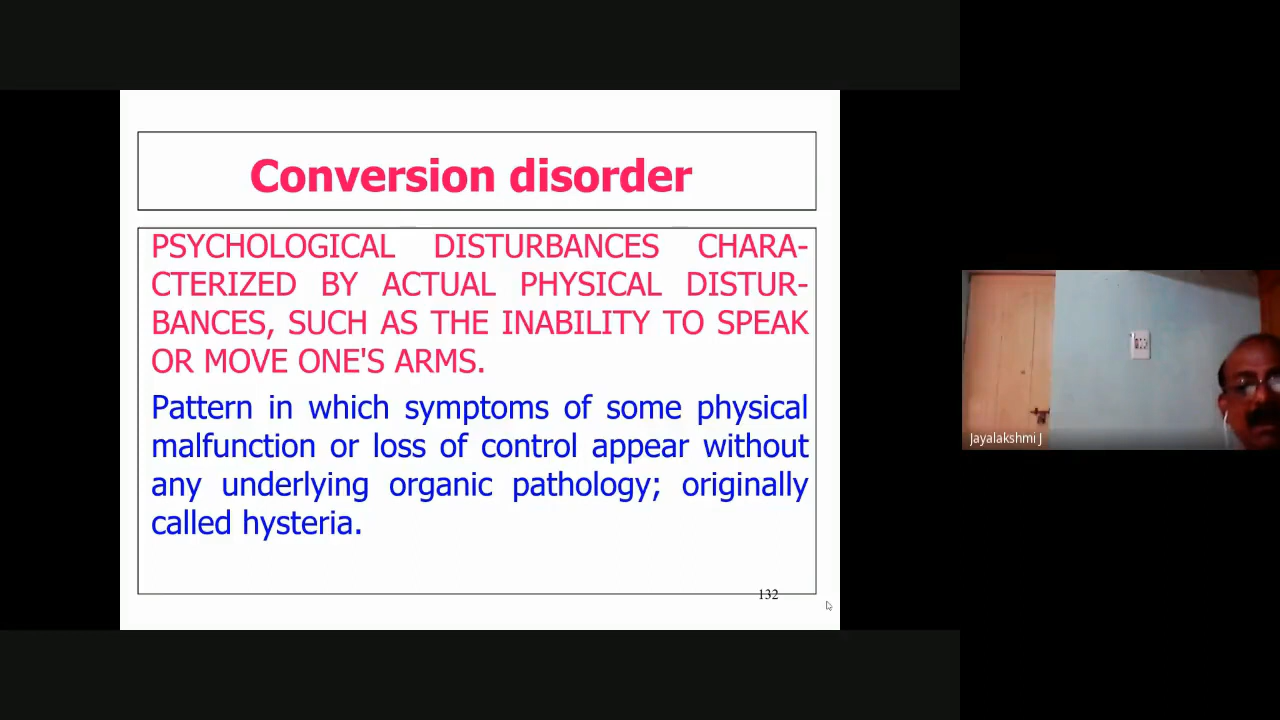 Conversion disorder
PSYCHOLOGICAL DISTURBANCES CHARA-
CTERIZED BY ACTUAL PHYSICAL DISTUR-
BANCES, SUCH AS THE INABILITY TO SPEAK
OR MOVE ONE'S ARMS.
Pattern in which symptoms of some physical
malfunction or loss of control appear without
any underlying organic pathology; originally
called hysteria.
132
Jayalakshmi J